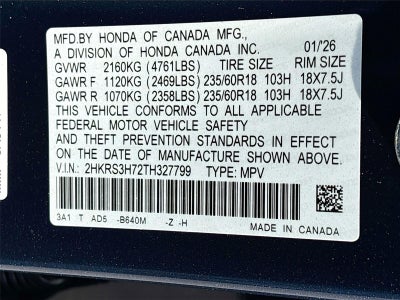 MFD.BY HONDA OF CANADA MFG.,
A DIVISION OF HONDA CANADA INC. 01/'26
GVWR 2160KG (4761LBS) TIRE SIZE RIM SIZE
GAWR F 1120KG (2469LBS) 235/60R18 103H 18X7.5J
GAWR R 1070KG (2358LBS) 235/60R18 103H 18X7.5J
THIS VEHICLE CONFORMS TO ALL APPLICABLE
FEDERAL MOTOR VEHICLE SAFETY AND
THEFT PREVENTION STANDARDS IN EFFECT
ON THE DATE OF MANUFACTURE SHOWN ABOVE.
V.I.N.: 2HKRS3H72TH327799 TYPE: MPV
3A1 T AD5 -B640M -Z -H
MADE IN CANADA